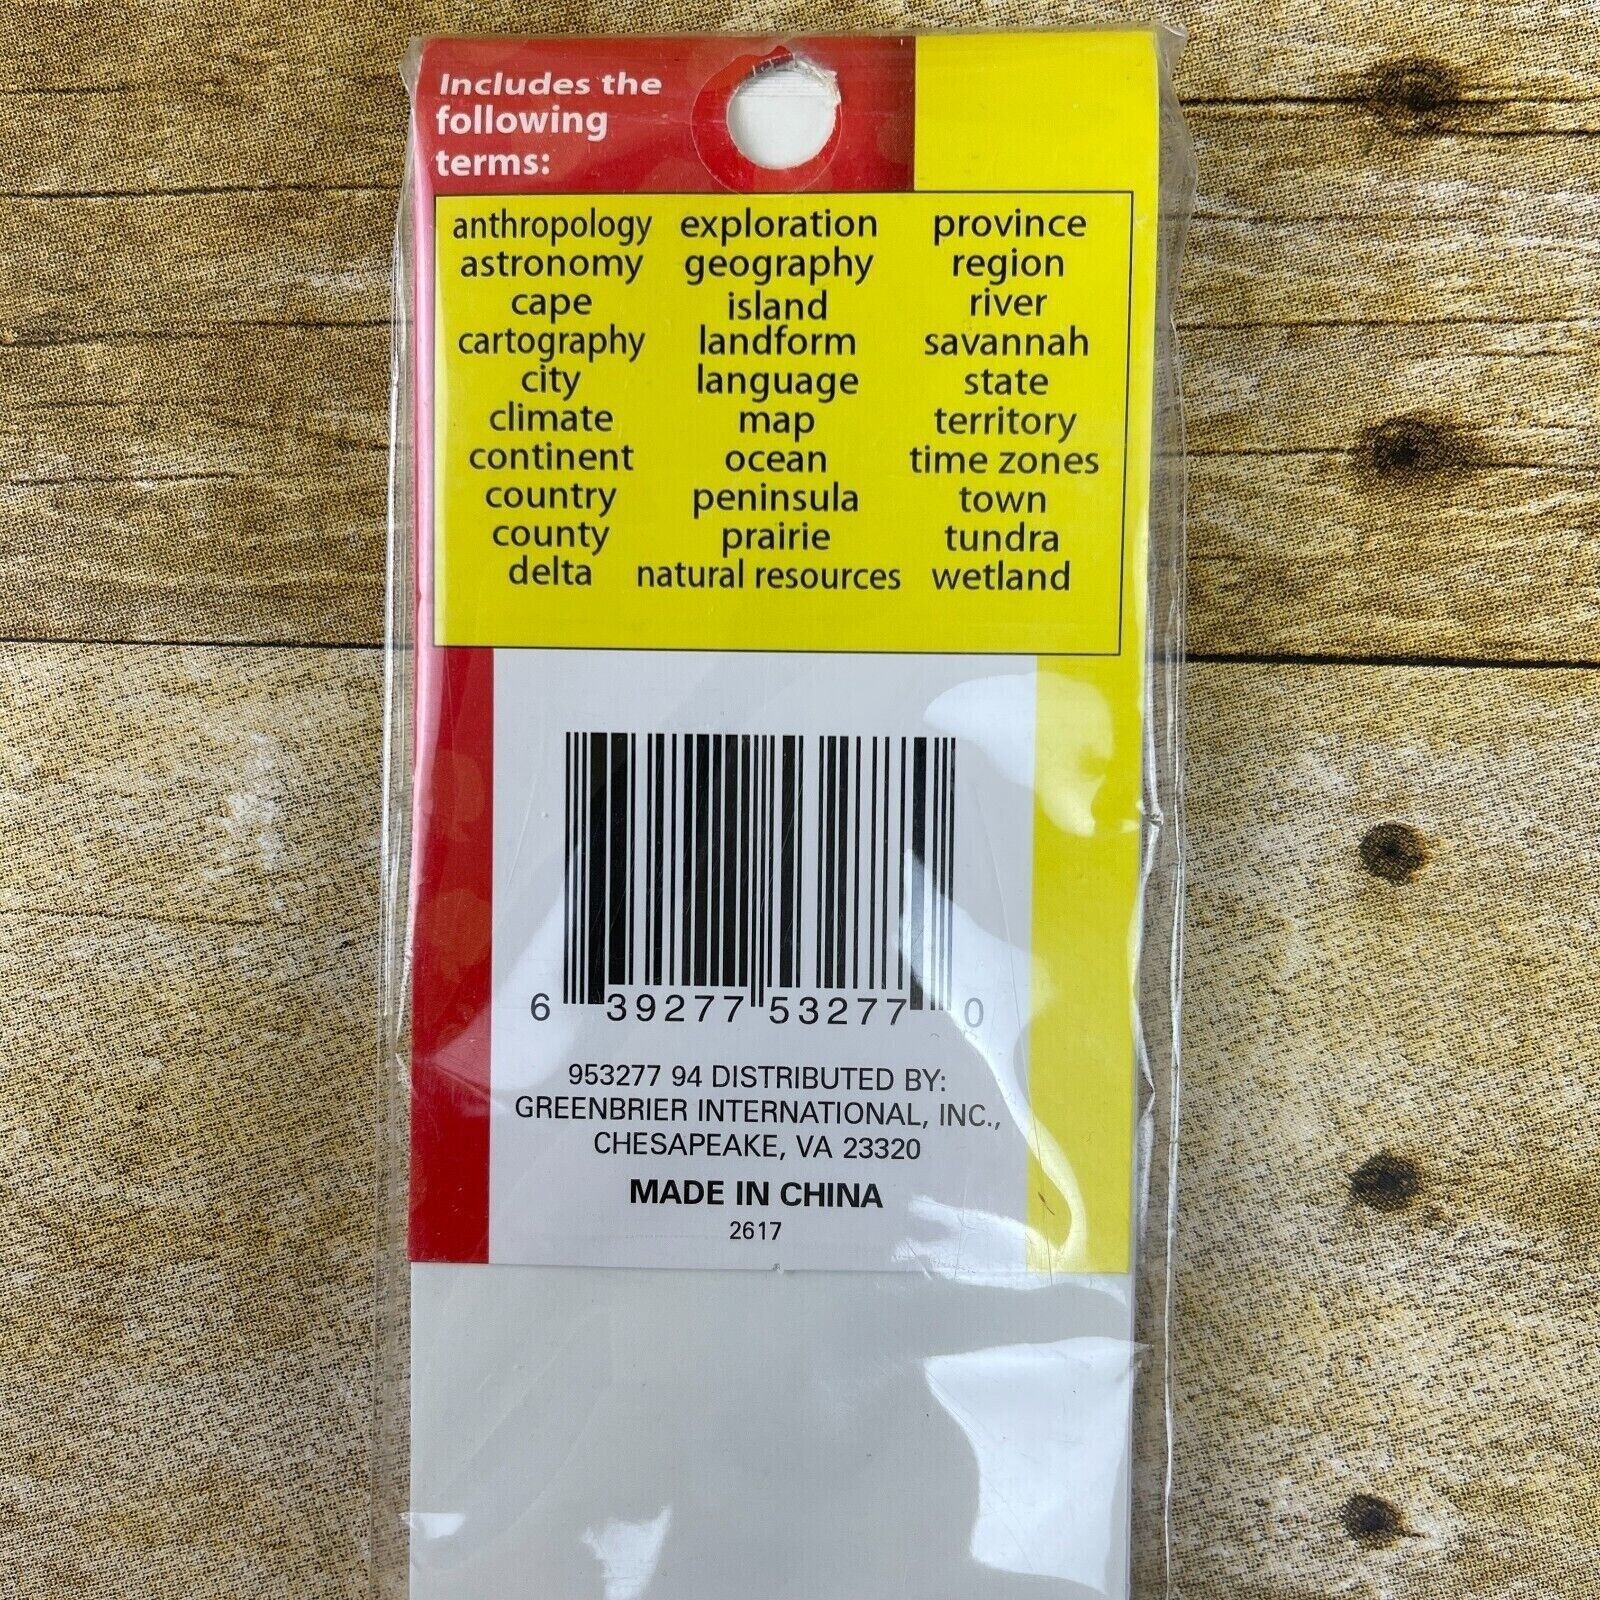 Includes the
following
terms:
anthropology exploration province
astronomy geography region
cape island river
cartography landform savannah
city language state
climate map territory
continent ocean time zones
country peninsula town
county prairie tundra
delta natural resources wetland
6 39277 53277 0
953277 94 DISTRIBUTED BY:
GREENBRIER INTERNATIONAL, INC.,
CHESAPEAKE, VA 23320
MADE IN CHINA
2617